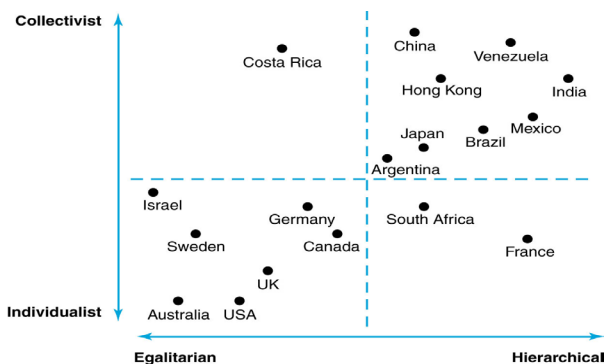 Collectivist
China
Venezuela
Costa Rica
Hong Kong
India
Mexico
Japan
Brazil
Argentina
Israel
Germany
South Africa
Sweden
Canada
France
UK
Individualist
Australia
USA
Egalitarian
Hierarchical